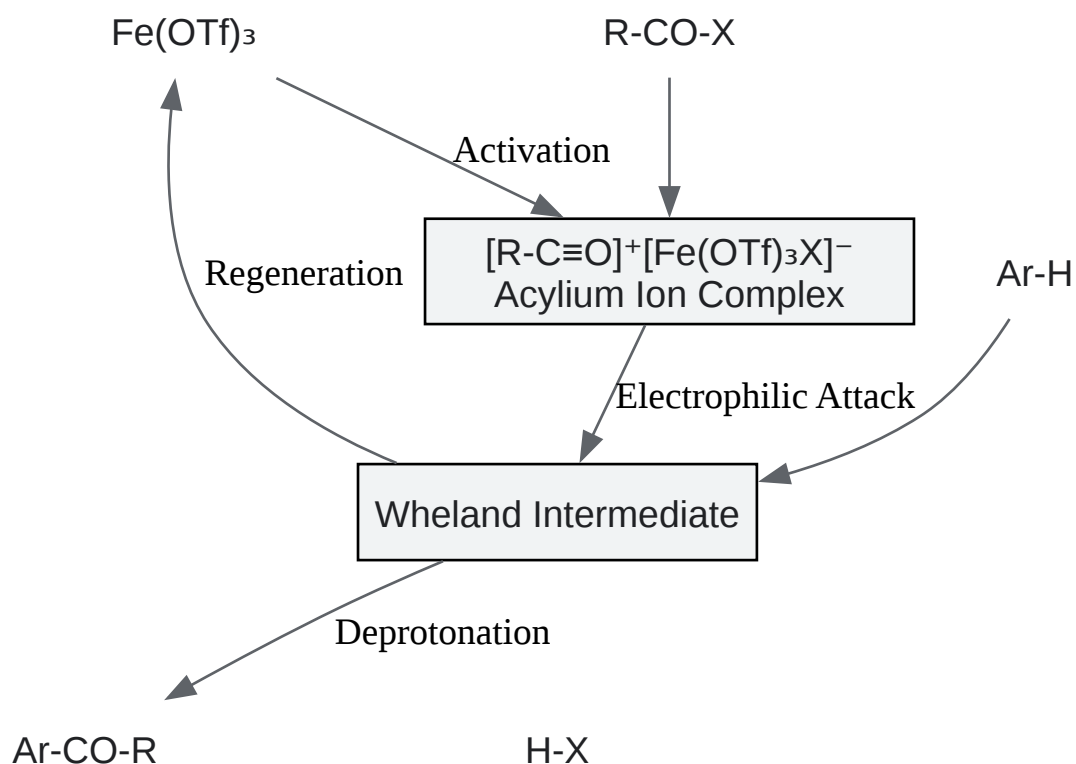 Fe(OTf)₃
R-CO-X
Activation
[R-C≡O]⁺[Fe(OTf)₃X]⁻
Acylium Ion Complex
Regeneration
Ar-H
Electrophilic Attack
Wheland Intermediate
Deprotonation
Ar-CO-R
H-X